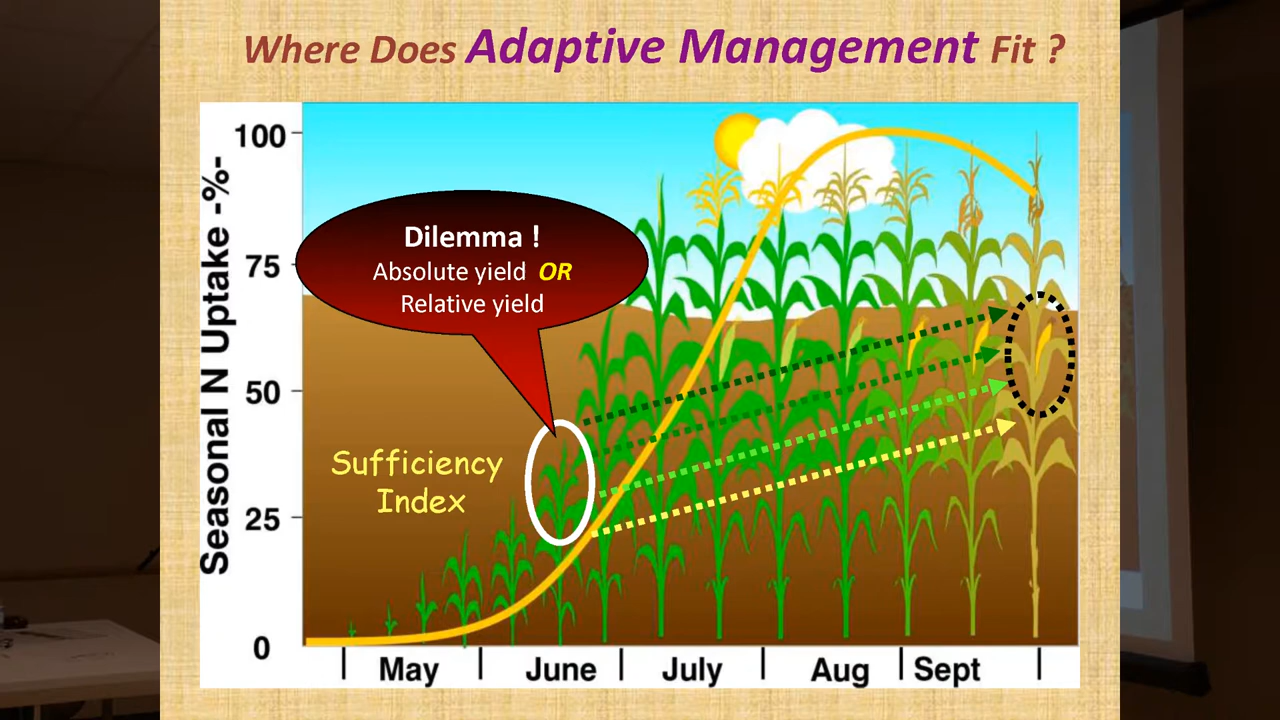 Where Does Adaptive Management Fit ?
Seasonal N Uptake -%-
100
75
50
25
0
Dilemma !
Absolute yield OR
Relative yield
Sufficiency
Index
May
June
July
Aug
Sept